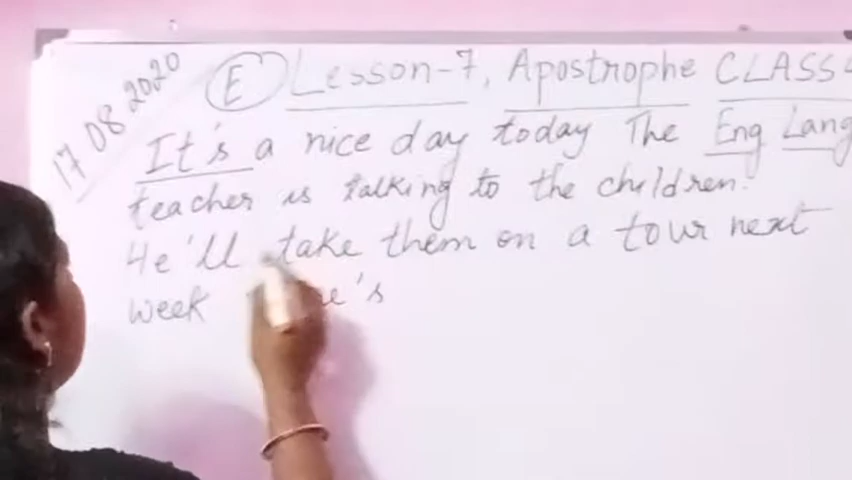 17 08 2020
E Lesson-7, Apostrophe CLASS
It's a nice day today The Eng Lang
teacher is talking to the children.
He'll take them on a tour next
week